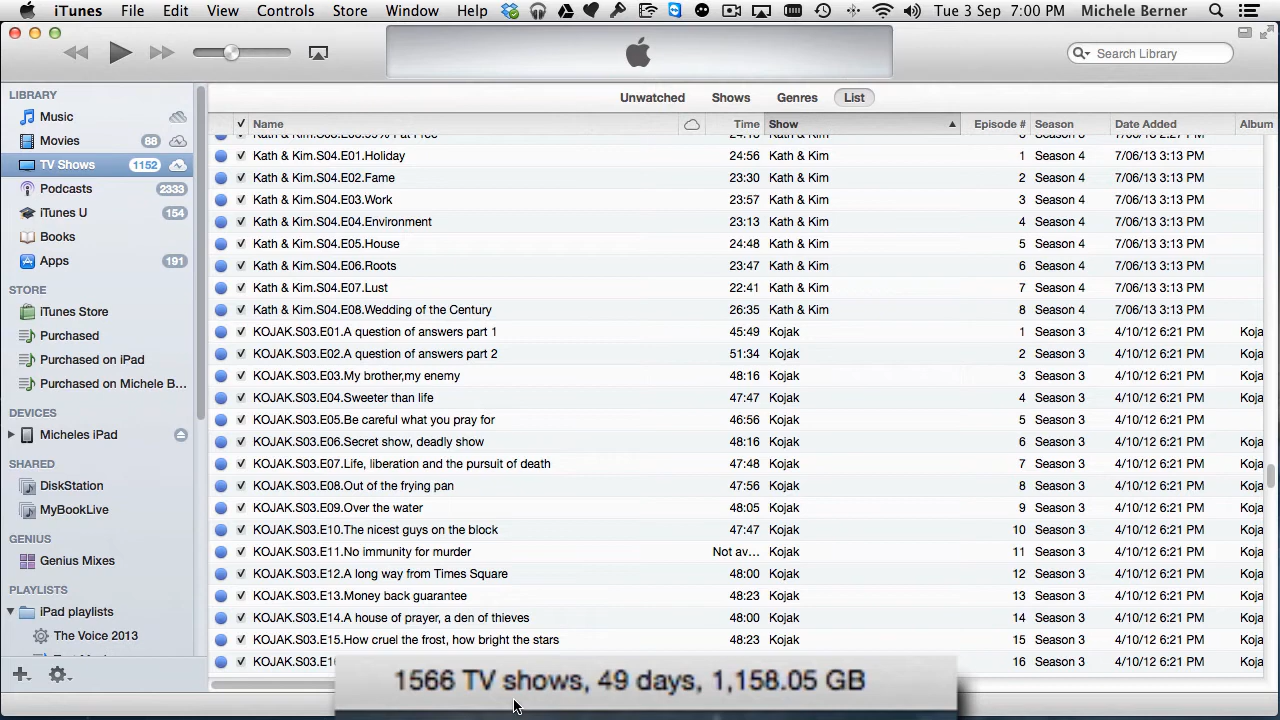 iTunes File Edit View Controls Store Window Help Tue 3 Sep 7:00 PM Michele Berner
Search Library
LIBRARY
Music
Movies 68
TV Shows 1152
Podcasts 2333
iTunes U 154
Books
Apps 191
STORE
iTunes Store
Purchased
Purchased on iPad
Purchased on Michele B...
DEVICES
Micheles iPad
SHARED
DiskStation
MyBookLive
GENIUS
Genius Mixes
PLAYLISTS
iPad playlists
The Voice 2013
Unwatched Shows Genres List
Name Time Show Episode # Season Date Added Album
Kath & Kim.S04.E01.Holiday 24:56 Kath & Kim 1 Season 4 7/06/13 3:13 PM
Kath & Kim.S04.E02.Fame 23:30 Kath & Kim 2 Season 4 7/06/13 3:13 PM
Kath & Kim.S04.E03.Work 23:57 Kath & Kim 3 Season 4 7/06/13 3:13 PM
Kath & Kim.S04.E04.Environment 23:13 Kath & Kim 4 Season 4 7/06/13 3:13 PM
Kath & Kim.S04.E05.House 24:48 Kath & Kim 5 Season 4 7/06/13 3:13 PM
Kath & Kim.S04.E06.Roots 23:47 Kath & Kim 6 Season 4 7/06/13 3:13 PM
Kath & Kim.S04.E07.Lust 22:41 Kath & Kim 7 Season 4 7/06/13 3:13 PM
Kath & Kim.S04.E08.Wedding of the Century 26:35 Kath & Kim 8 Season 4 7/06/13 3:13 PM
KOJAK.S03.E01.A question of answers part 1 45:49 Kojak 1 Season 3 4/10/12 6:21 PM Koja
KOJAK.S03.E02.A question of answers part 2 51:34 Kojak 2 Season 3 4/10/12 6:21 PM Koja
KOJAK.S03.E03.My brother,my enemy 48:16 Kojak 3 Season 3 4/10/12 6:21 PM Koja
KOJAK.S03.E04.Sweeter than life 47:47 Kojak 4 Season 3 4/10/12 6:21 PM Koja
KOJAK.S03.E05.Be careful what you pray for 46:56 Kojak 5 Season 3 4/10/12 6:21 PM
KOJAK.S03.E06.Secret show, deadly show 48:16 Kojak 6 Season 3 4/10/12 6:21 PM Koja
KOJAK.S03.E07.Life, liberation and the pursuit of death 47:48 Kojak 7 Season 3 4/10/12 6:21 PM Koja
KOJAK.S03.E08.Out of the frying pan 47:56 Kojak 8 Season 3 4/10/12 6:21 PM Koja
KOJAK.S03.E09.Over the water 48:05 Kojak 9 Season 3 4/10/12 6:21 PM Koja
KOJAK.S03.E10.The nicest guys on the block 47:47 Kojak 10 Season 3 4/10/12 6:21 PM Koja
KOJAK.S03.E11.No immunity for murder Not av... Kojak 11 Season 3 4/10/12 6:21 PM Koja
KOJAK.S03.E12.A long way from Times Square 48:00 Kojak 12 Season 3 4/10/12 6:21 PM Koja
KOJAK.S03.E13.Money back guarantee 48:23 Kojak 13 Season 3 4/10/12 6:21 PM Koja
KOJAK.S03.E14.A house of prayer, a den of thieves 48:00 Kojak 14 Season 3 4/10/12 6:21 PM Koja
KOJAK.S03.E15.How cruel the frost, how bright the stars 48:23 Kojak 15 Season 3 4/10/12 6:21 PM Koja
16 Season 3 4/10/12 6:21 PM Koja
1566 TV shows, 49 days, 1,158.05 GB